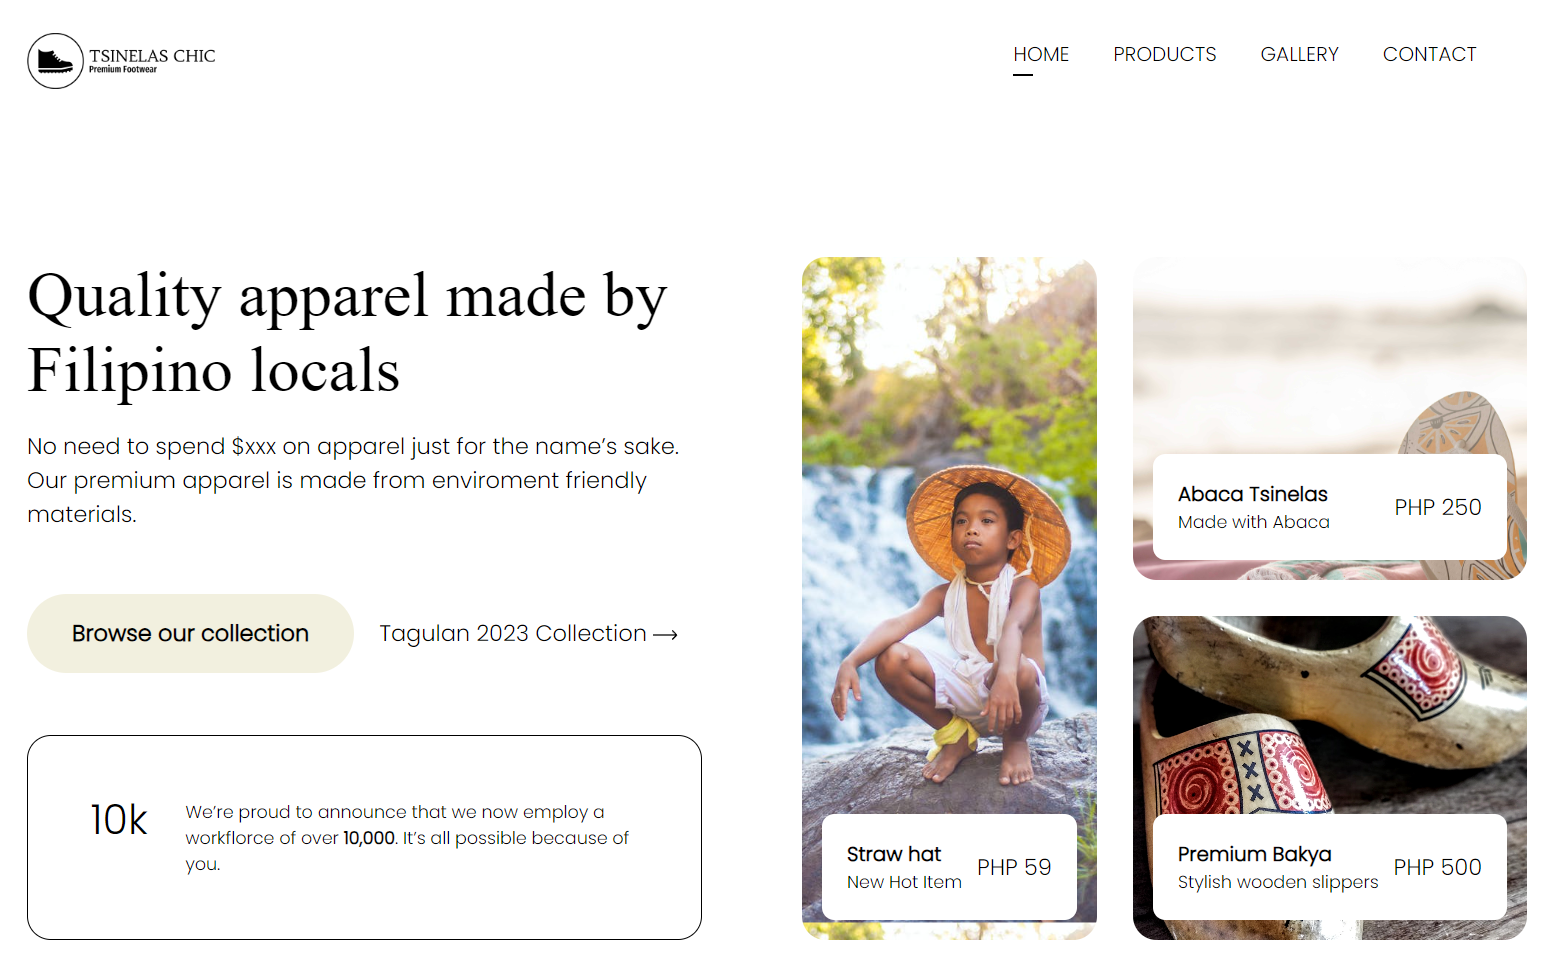 TSINELAS CHIC
Premium Footwear
HOME PRODUCTS GALLERY CONTACT
Quality apparel made by
Filipino locals
No need to spend $xxx on apparel just for the name’s sake.
Our premium apparel is made from enviroment friendly
materials.
Browse our collection
Tagulan 2023 Collection →
10k
We’re proud to announce that we now employ a
workflorce of over 10,000. It’s all possible because of
you.
Straw hat
New Hot Item
PHP 59
Abaca Tsinelas
Made with Abaca
PHP 250
Premium Bakya
Stylish wooden slippers
PHP 500